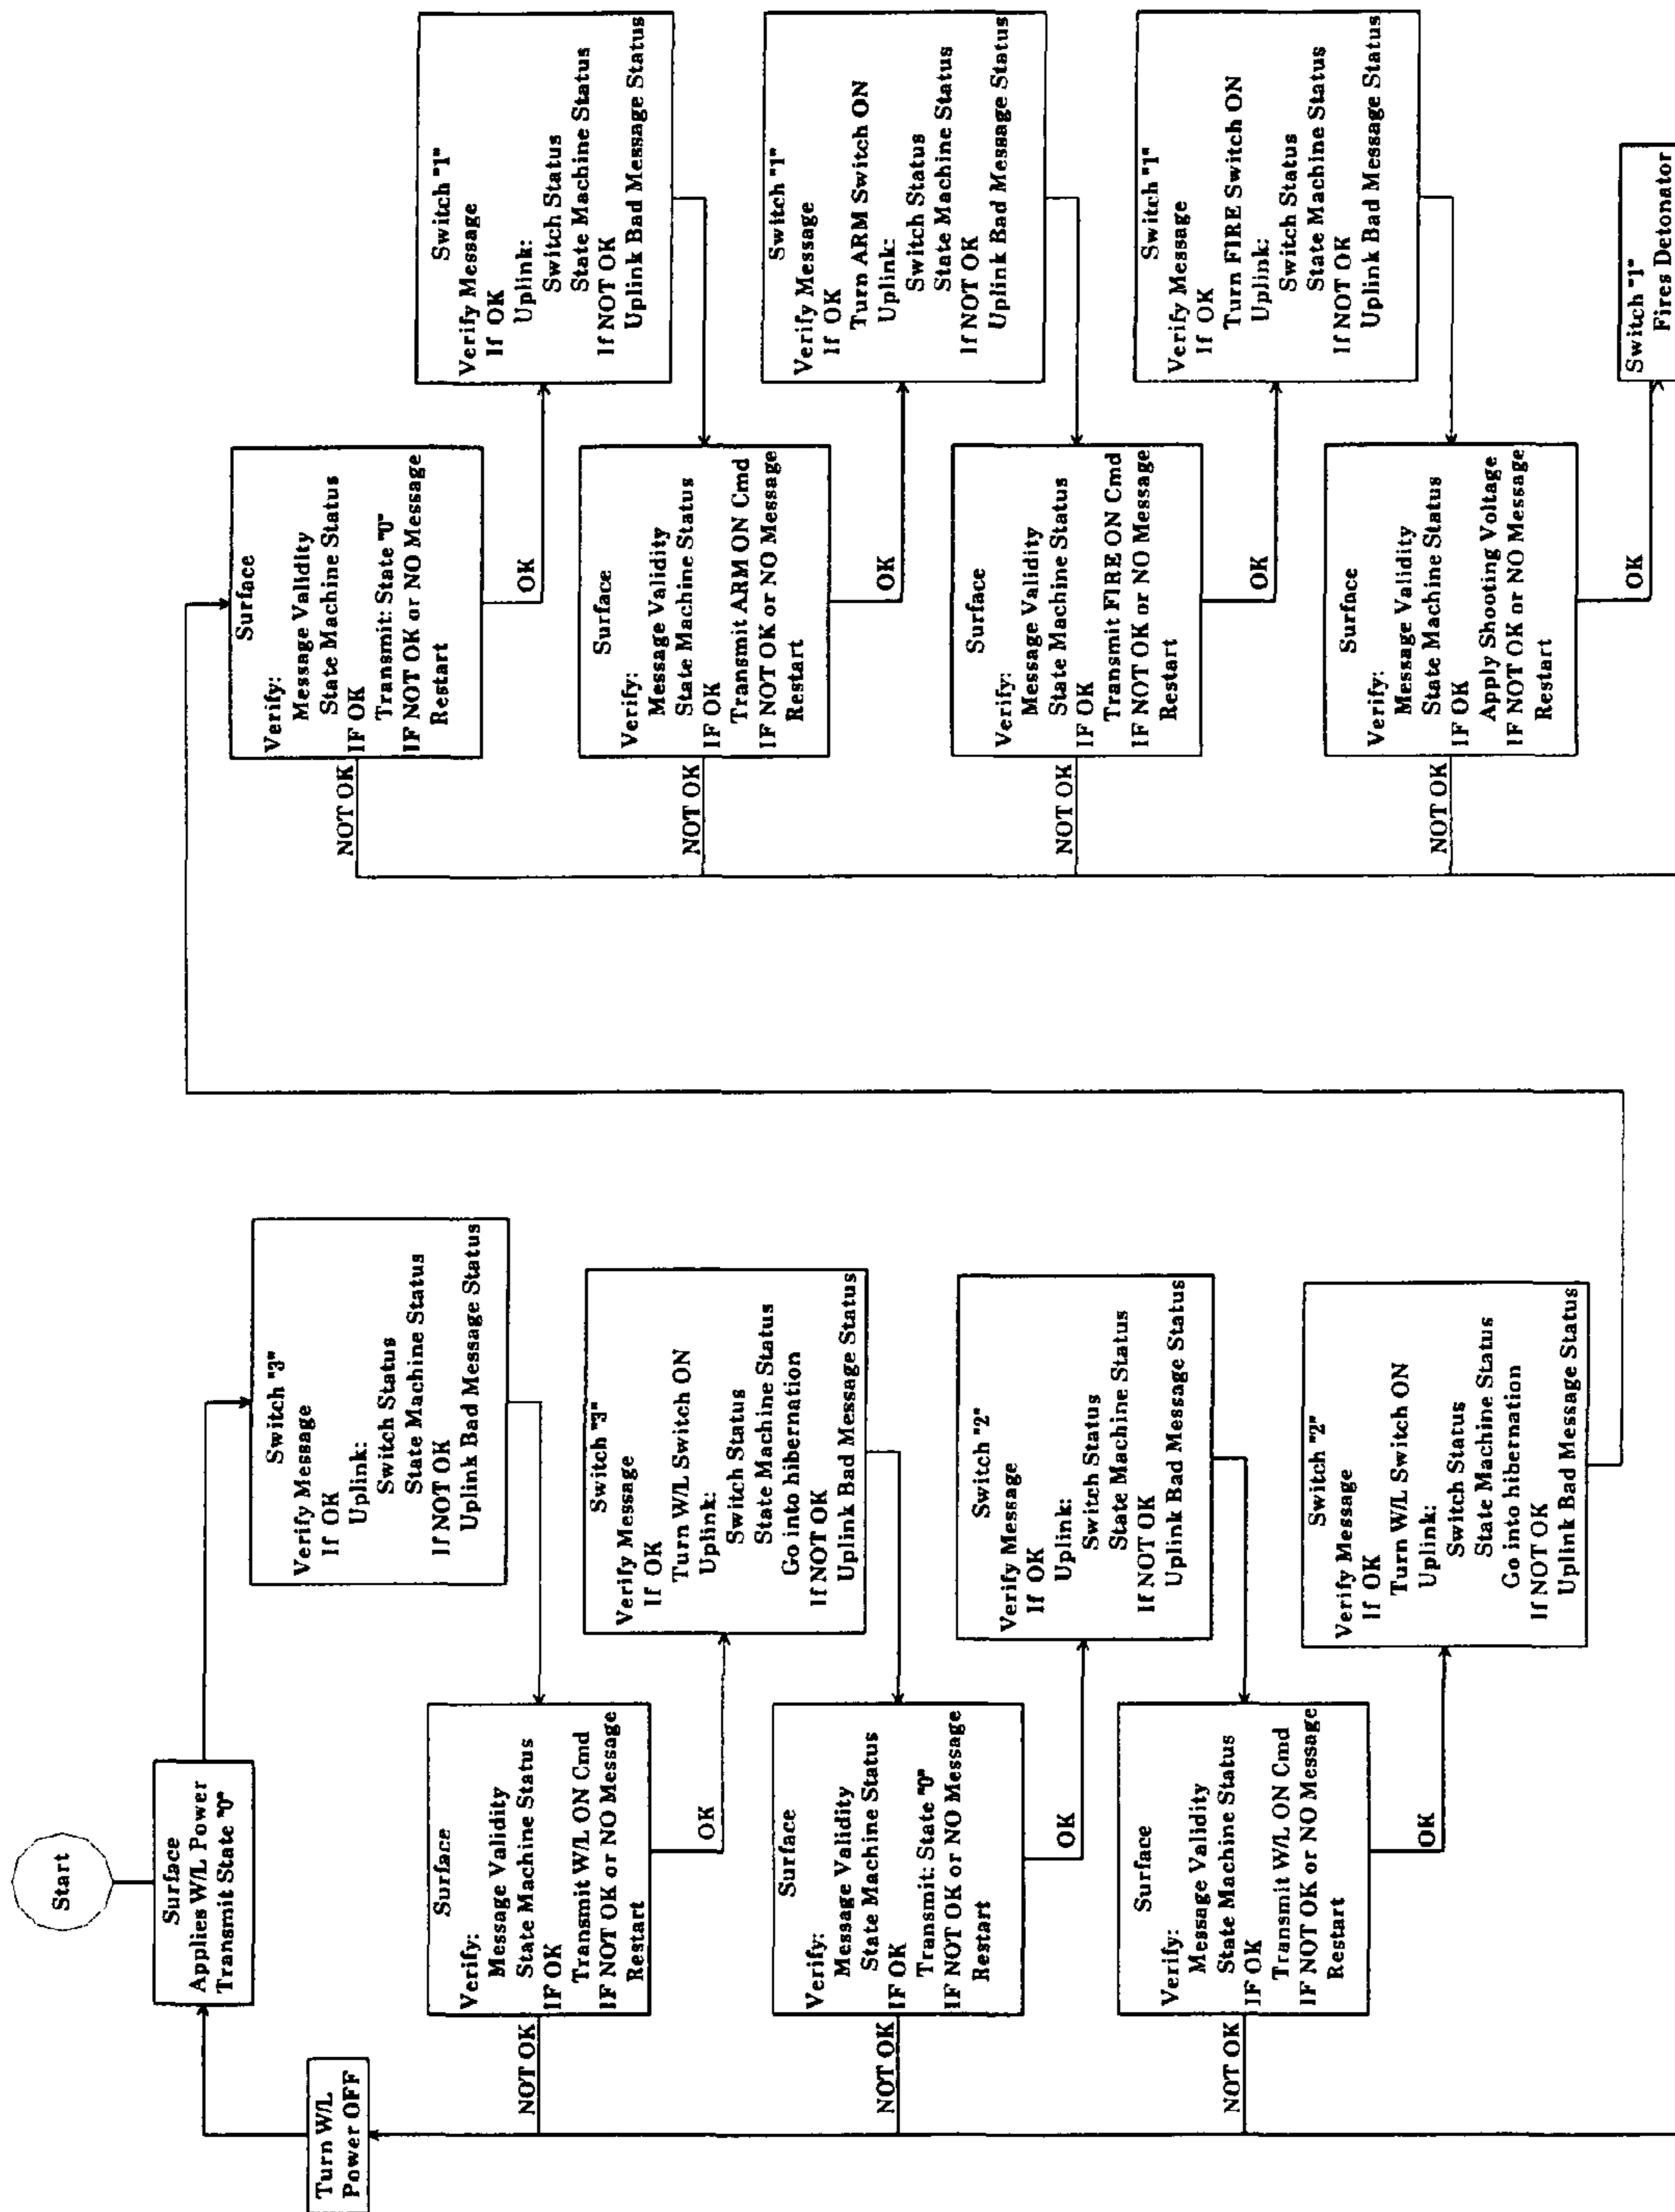 Start
Surface
Applies W/L Power
Transmit State "0"
Turn W/L
Power OFF
Switch "3"
Verify Message
If OK
Uplink:
Switch Status
State Machine Status
If NOT OK
Uplink Bad Message Status
Surface
Verify:
Message Validity
State Machine Status
IF OK
Transmit W/L ON Cmd
IF NOT OK or NO Message
Restart
NOT OK
OK
Switch "3"
Verify Message
If OK
Turn W/L Switch ON
Uplink:
Switch Status
State Machine Status
Go into hibernation
If NOT OK
Uplink Bad Message Status
Surface
Verify:
Message Validity
State Machine Status
IF OK
Transmit: State "0"
IF NOT OK or NO Message
Restart
NOT OK
OK
Switch "2"
Verify Message
If OK
Uplink:
Switch Status
State Machine Status
If NOT OK
Uplink Bad Message Status
Surface
Verify:
Message Validity
State Machine Status
IF OK
Transmit W/L ON Cmd
IF NOT OK or NO Message
Restart
NOT OK
OK
Switch "2"
Verify Message
If OK
Turn W/L Switch ON
Uplink:
Switch Status
State Machine Status
Go into hibernation
If NOT OK
Uplink Bad Message Status
Surface
Verify:
Message Validity
State Machine Status
IF OK
Transmit: State "0"
IF NOT OK or NO Message
Restart
NOT OK
OK
Switch "1"
Verify Message
If OK
Uplink:
Switch Status
State Machine Status
If NOT OK
Uplink Bad Message Status
Surface
Verify:
Message Validity
State Machine Status
IF OK
Transmit ARM ON Cmd
IF NOT OK or NO Message
Restart
NOT OK
OK
Switch "1"
Verify Message
If OK
Turn ARM Switch ON
Uplink:
Switch Status
State Machine Status
If NOT OK
Uplink Bad Message Status
Surface
Verify:
Message Validity
State Machine Status
IF OK
Transmit FIRE ON Cmd
IF NOT OK or NO Message
Restart
NOT OK
OK
Switch "1"
Verify Message
If OK
Turn FIRE Switch ON
Uplink:
Switch Status
State Machine Status
If NOT OK
Uplink Bad Message Status
Surface
Verify:
Message Validity
State Machine Status
IF OK
Apply Shooting Voltage
IF NOT OK or NO Message
Restart
NOT OK
OK
Switch "1"
Fires Detonator